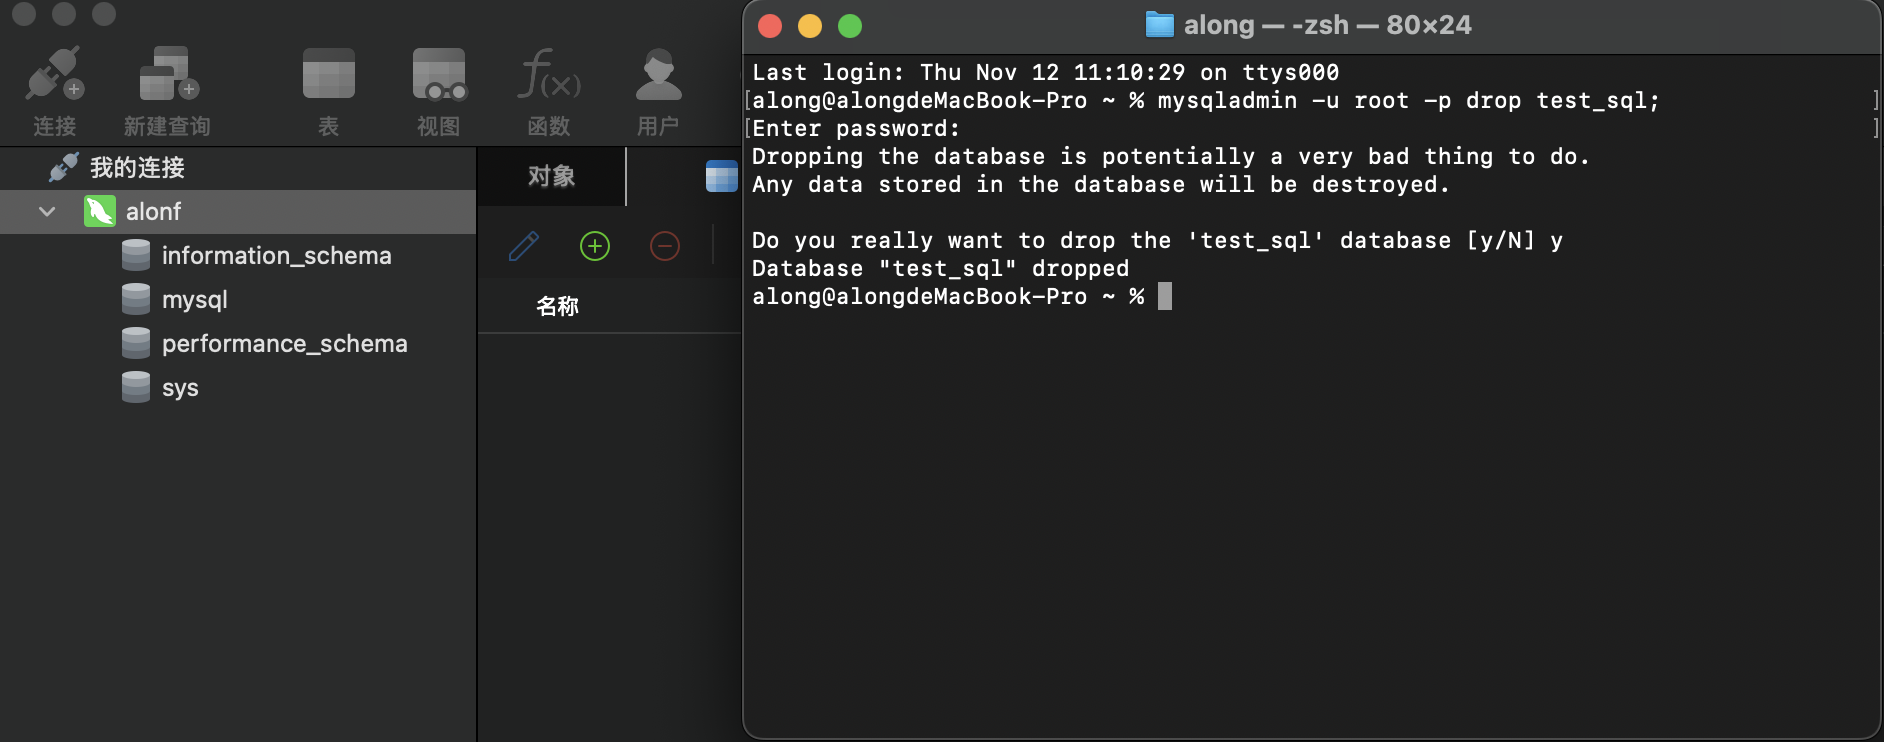 连接
新建查询
表
视图
函数
用户
我的连接
alonf
information_schema
mysql
performance_schema
sys
对象
名称
along — -zsh — 80×24
Last login: Thu Nov 12 11:10:29 on ttys000
[along@alongdeMacBook-Pro ~ % mysqladmin -u root -p drop test_sql; ]
[Enter password: ]
Dropping the database is potentially a very bad thing to do.
Any data stored in the database will be destroyed.
Do you really want to drop the 'test_sql' database [y/N] y
Database "test_sql" dropped
along@alongdeMacBook-Pro ~ %